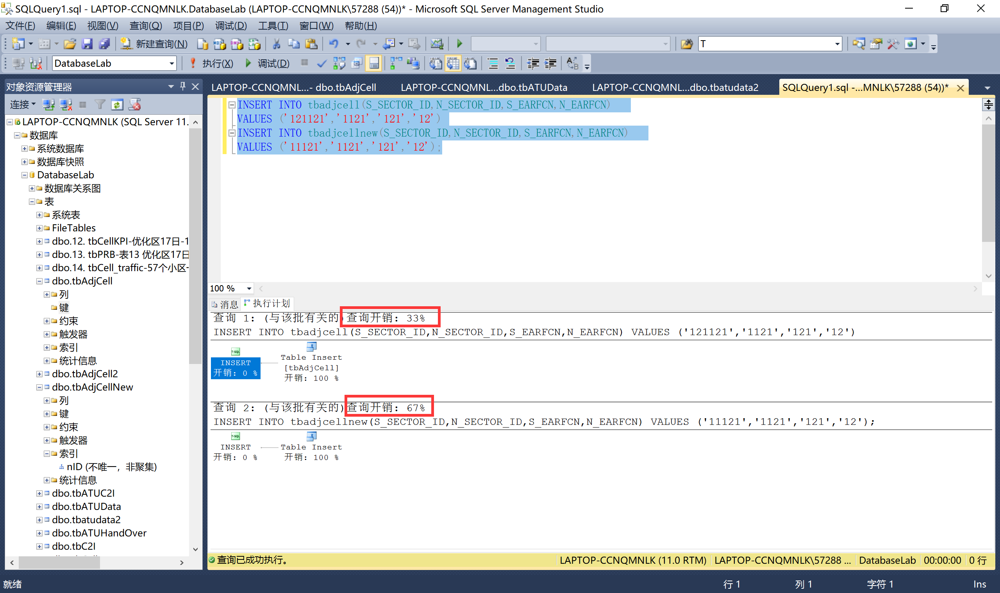 SQLQuery1.sql - LAPTOP-CCNQMNLK.DatabaseLab (LAPTOP-CCNQMNLK\57288 (54))* - Microsoft SQL Server Management Studio
文件(F) 编辑(E) 视图(V) 查询(Q) 项目(P) 调试(D) 工具(T) 窗口(W) 帮助(H)
新建查询(N) T
DatabaseLab 执行(X) 调试(D)
对象资源管理器
连接
LAPTOP-CCNQMNLK (SQL Server 11.
数据库
系统数据库
数据库快照
DatabaseLab
数据库关系图
表
系统表
FileTables
dbo.12. tbCellKPI-优化区17日-1
dbo.13. tbPRB-表13 优化区17日
dbo.14. tbCell_traffic-57个小区-
dbo.tbAdjCell
列
键
约束
触发器
索引
统计信息
dbo.tbAdjCell2
dbo.tbAdjCellNew
列
键
约束
触发器
索引
nID (不唯一，非聚集)
统计信息
dbo.tbATUC2I
dbo.tbATUData
dbo.tbatudata2
dbo.tbATUHandOver
dbo.tbC2I
LAPTOP-CCNQMNL...- dbo.tbAdjCell LAPTOP-CCNQMNL...dbo.tbATUData LAPTOP-CCNQMNL...dbo.tbatudata2 SQLQuery1.sql -...MNLK\57288 (54))*
INSERT INTO tbadjcell(S_SECTOR_ID,N_SECTOR_ID,S_EARFCN,N_EARFCN)
VALUES ('121121','1121','121','12')
INSERT INTO tbadjcellnew(S_SECTOR_ID,N_SECTOR_ID,S_EARFCN,N_EARFCN)
VALUES ('11121','1121','121','12');
100 %
消息 执行计划
查询 1: (与该批有关的)查询开销: 33%
INSERT INTO tbadjcell(S_SECTOR_ID,N_SECTOR_ID,S_EARFCN,N_EARFCN) VALUES ('121121','1121','121','12')
T-SQL
INSERT
开销: 0 %
Table Insert
[tbAdjCell]
开销: 100 %
查询 2: (与该批有关的)查询开销: 67%
INSERT INTO tbadjcellnew(S_SECTOR_ID,N_SECTOR_ID,S_EARFCN,N_EARFCN) VALUES ('11121','1121','121','12');
T-SQL
INSERT
开销: 0 %
Table Insert
开销: 100 %
查询已成功执行。 LAPTOP-CCNQMNLK (11.0 RTM) LAPTOP-CCNQMNLK\57288 ... DatabaseLab 00:00:00 0 行
就绪 行 1 列 1 字符 1 Ins